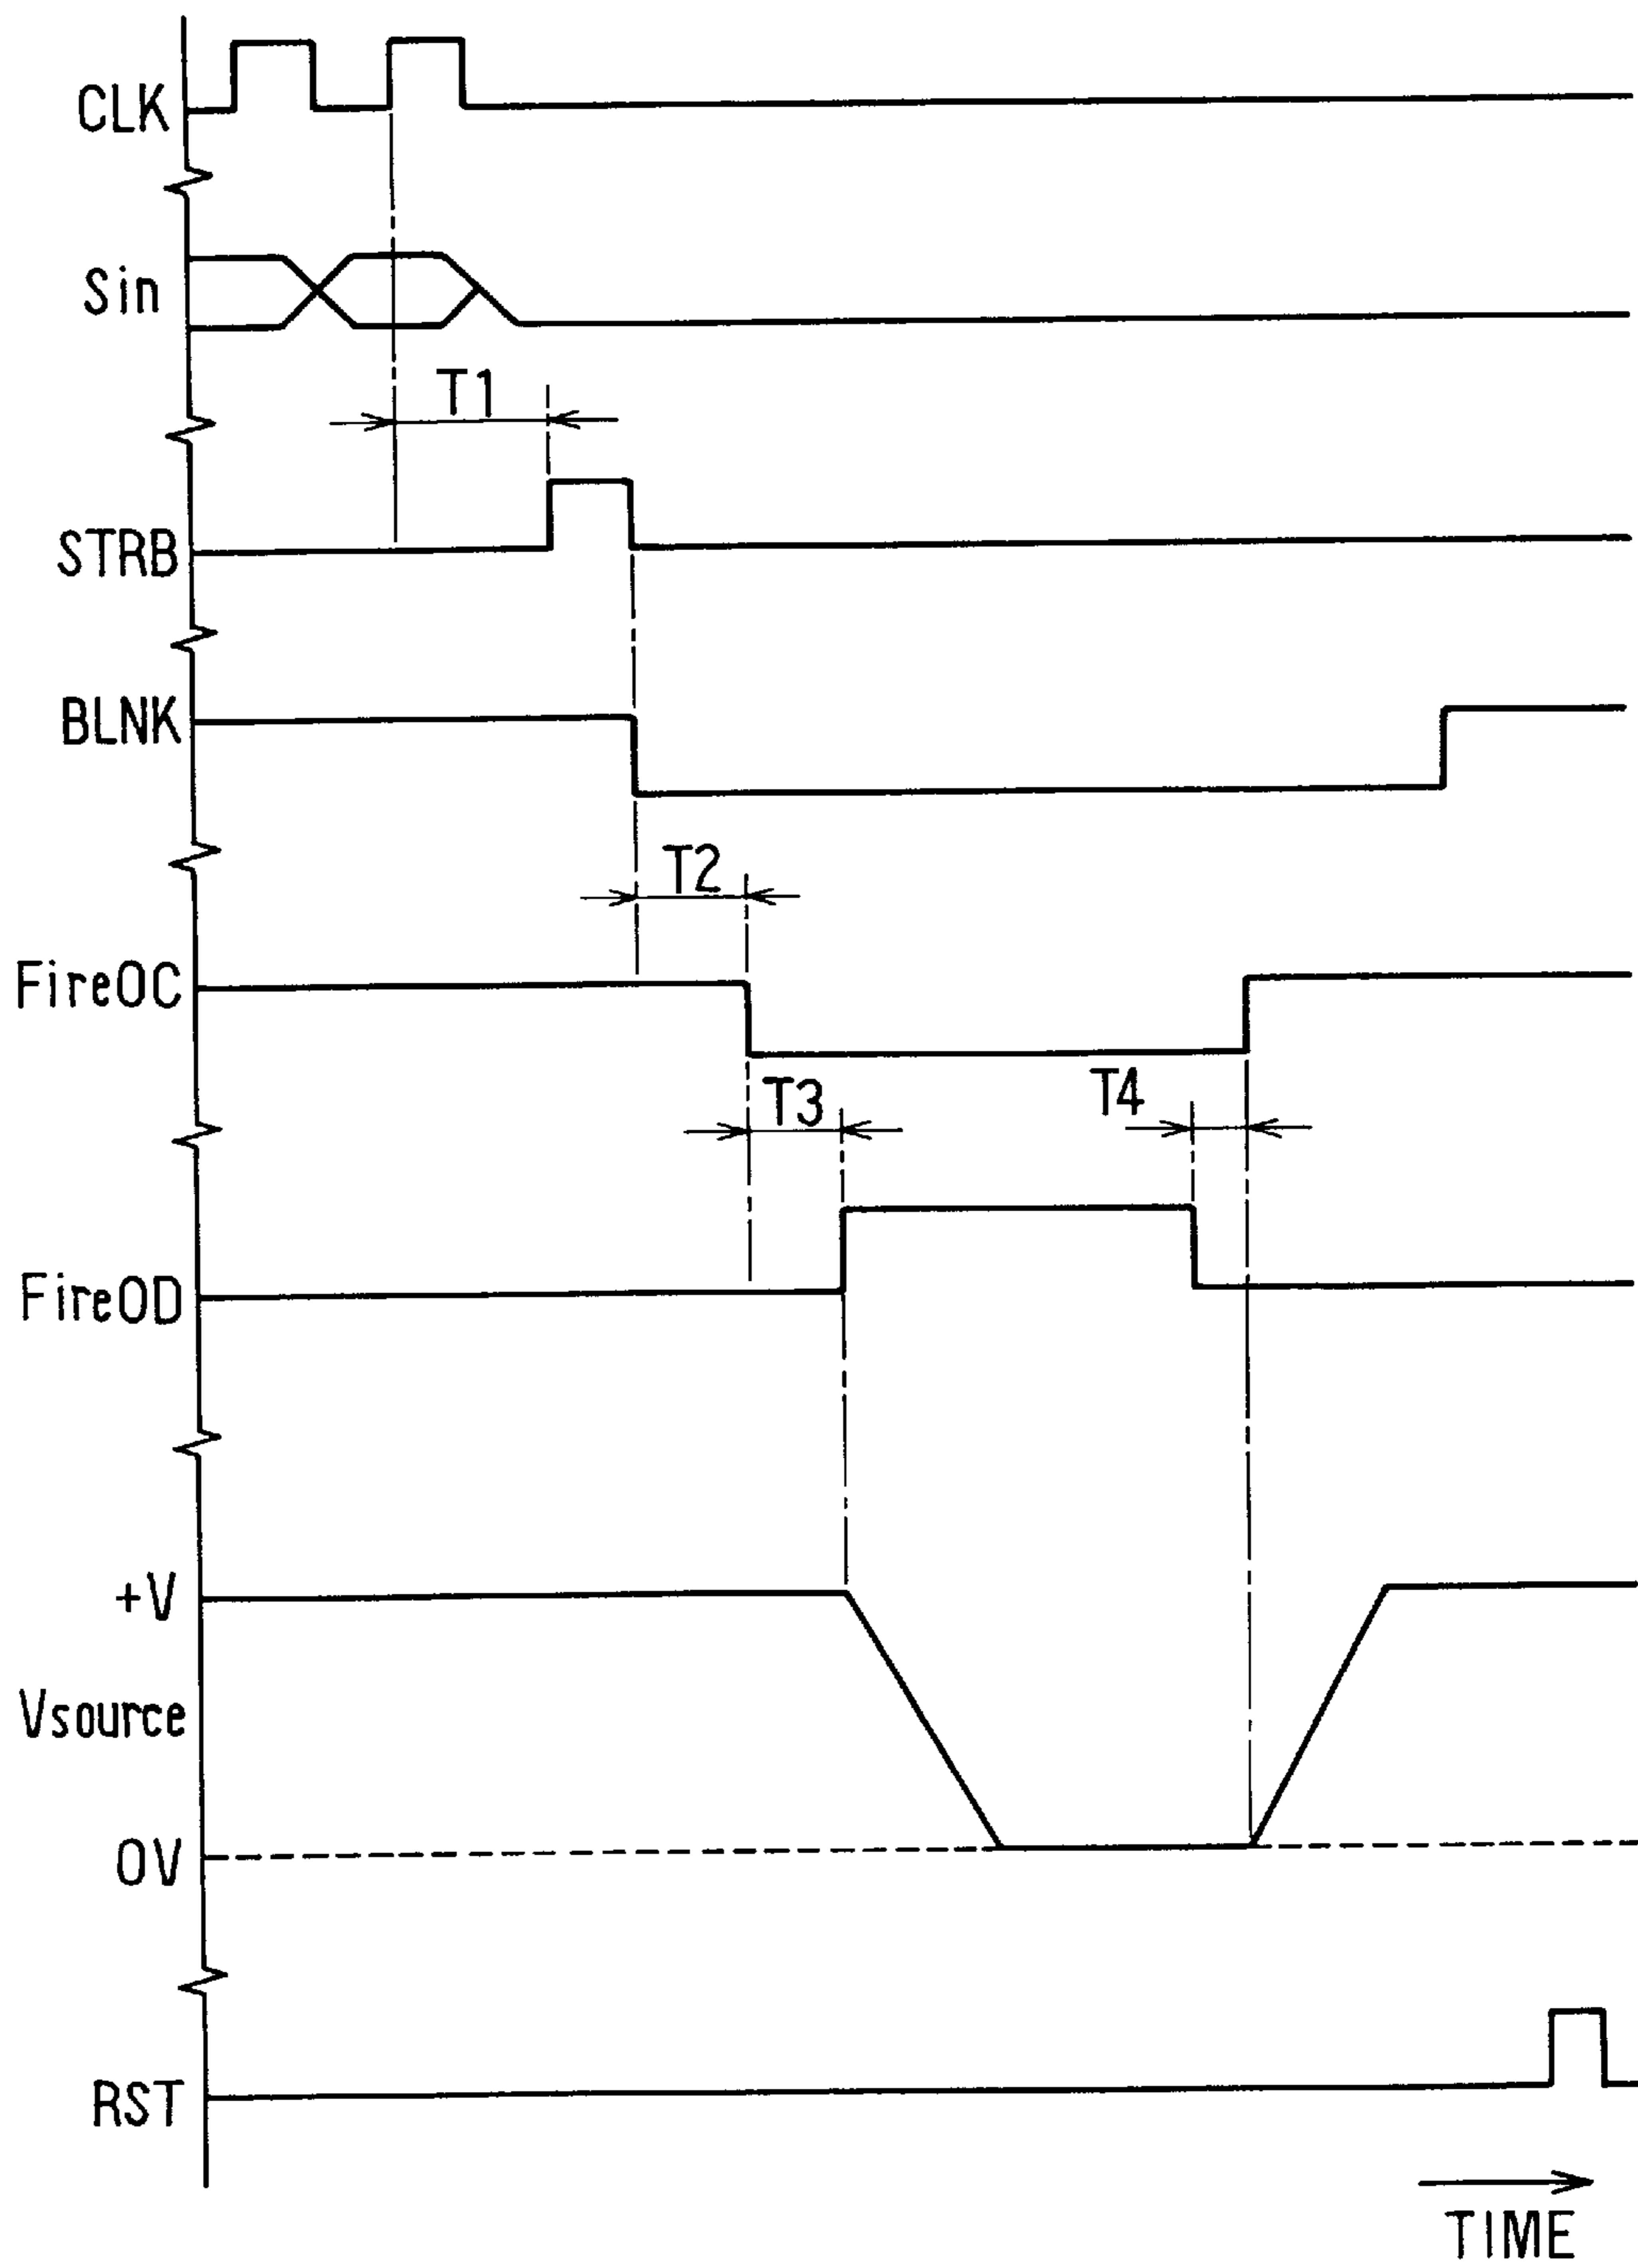 CLK
Sin
T1
STRB
BLNK
T2
FireOC
T3
T4
FireOD
+V
Vsource
0V
RST
TIME